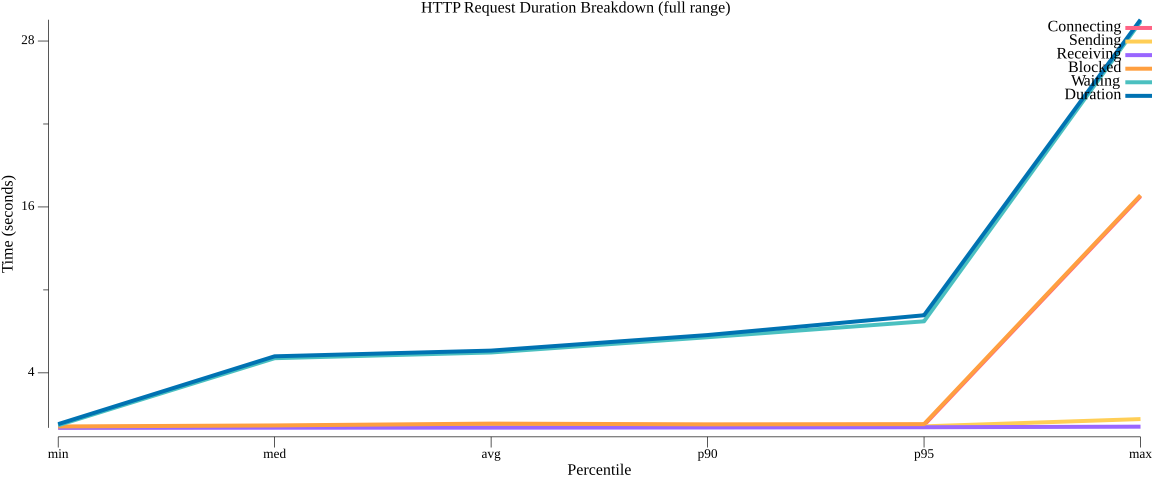 HTTP Request Duration Breakdown (full range)
Connecting
Sending
Receiving
Blocked
Waiting
Duration
28
16
4
Time (seconds)
min med avg p90 p95 max
Percentile